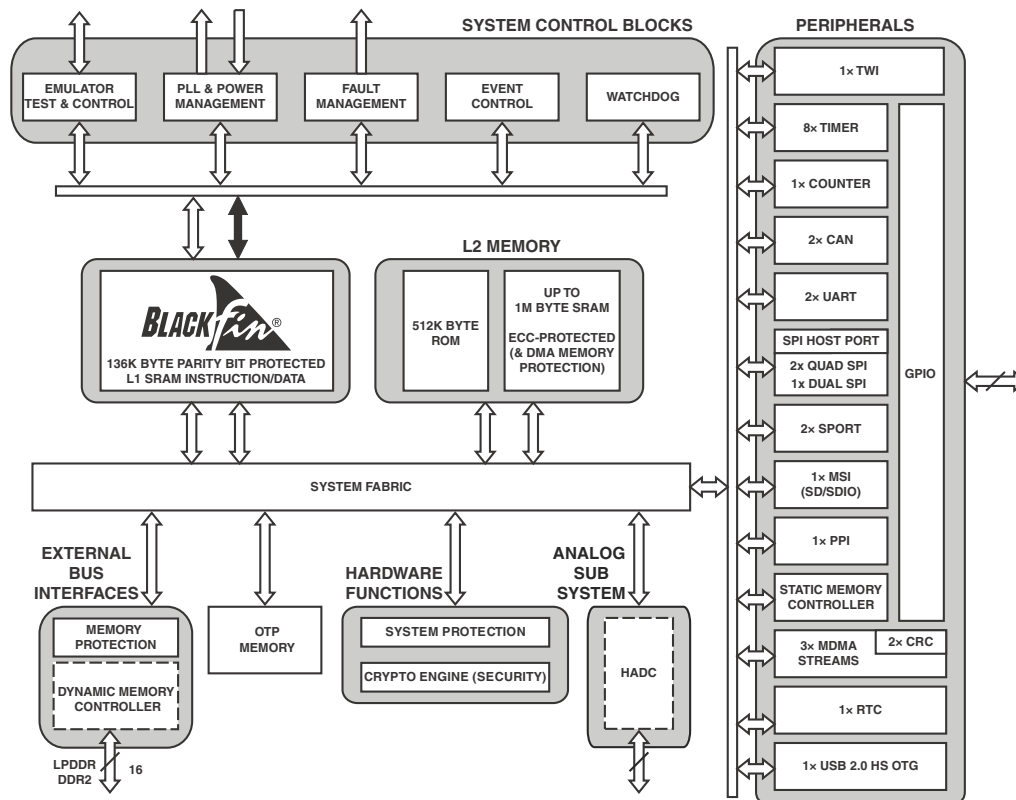 SYSTEM CONTROL BLOCKS
EMULATOR
TEST & CONTROL
PLL & POWER
MANAGEMENT
FAULT
MANAGEMENT
EVENT
CONTROL
WATCHDOG
L2 MEMORY
BLACKfin®
136K BYTE PARITY BIT PROTECTED
L1 SRAM INSTRUCTION/DATA
512K BYTE
ROM
UP TO
1M BYTE SRAM
ECC-PROTECTED
(& DMA MEMORY
PROTECTION)
SYSTEM FABRIC
EXTERNAL
BUS
INTERFACES
MEMORY
PROTECTION
DYNAMIC MEMORY
CONTROLLER
LPDDR
DDR2
16
OTP
MEMORY
HARDWARE
FUNCTIONS
SYSTEM PROTECTION
CRYPTO ENGINE (SECURITY)
ANALOG
SUB
SYSTEM
HADC
PERIPHERALS
1× TWI
8× TIMER
1× COUNTER
2× CAN
2× UART
SPI HOST PORT
2× QUAD SPI
1× DUAL SPI
2× SPORT
1× MSI
(SD/SDIO)
1× PPI
STATIC MEMORY
CONTROLLER
GPIO
3× MDMA
STREAMS
2× CRC
1× RTC
1× USB 2.0 HS OTG